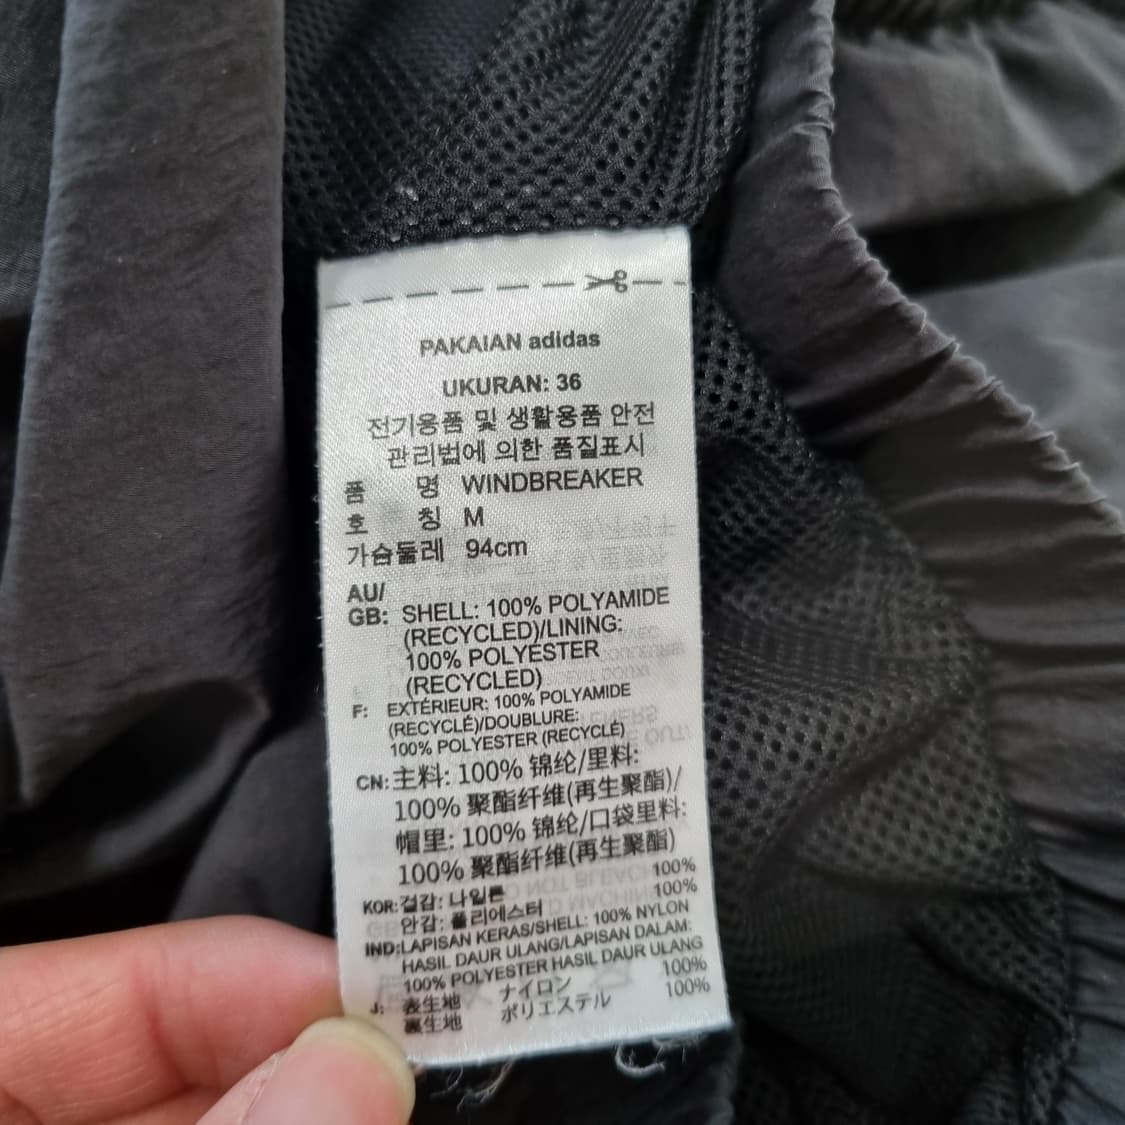 PAKAIAN adidas
UKURAN: 36
전기용품 및 생활용품 안전
관리법에 의한 품질표시
품 명 WINDBREAKER
호 칭 M
가슴둘레 94cm
AU/
GB: SHELL: 100% POLYAMIDE
(RECYCLED)/LINING:
100% POLYESTER
(RECYCLED)
F: EXTÉRIEUR: 100% POLYAMIDE
(RECYCLÉ)/DOUBLURE:
100% POLYESTER (RECYCLÉ)
CN: 主料: 100% 锦纶/里料:
100% 聚酯纤维(再生聚酯)/
帽里: 100% 锦纶/口袋里料:
100% 聚酯纤维(再生聚酯)
KOR: 겉감: 나일론 100%
안감: 폴리에스터 100%
IND: LAPISAN KERAS/SHELL: 100% NYLON
HASIL DAUR ULANG/LAPISAN DALAM:
100% POLYESTER HASIL DAUR ULANG
J: 表生地 ナイロン 100%
裏生地 ポリエステル 100%